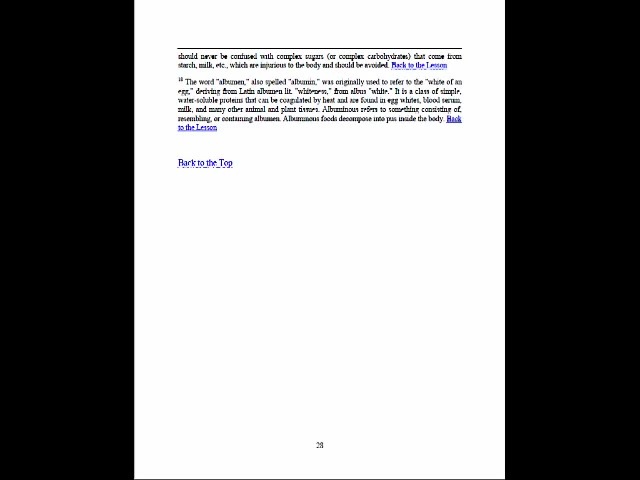 should never be confused with complex sugars (or complex carbohydrates) that come from
starch, milk, etc., which are injurious to the body and should be avoided. Back to the Lesson
18 The word "albumen," also spelled "albumin," was originally used to refer to the "white of an
egg," deriving from Latin albumen lit. "whiteness," from albus "white." It is a class of simple,
water-soluble proteins that can be coagulated by heat and are found in egg whites, blood serum,
milk, and many other animal and plant tissues. Albuminous refers to something consisting of,
resembling, or containing albumen. Albuminous foods decompose into pus inside the body. Back
to the Lesson
Back to the Top
28